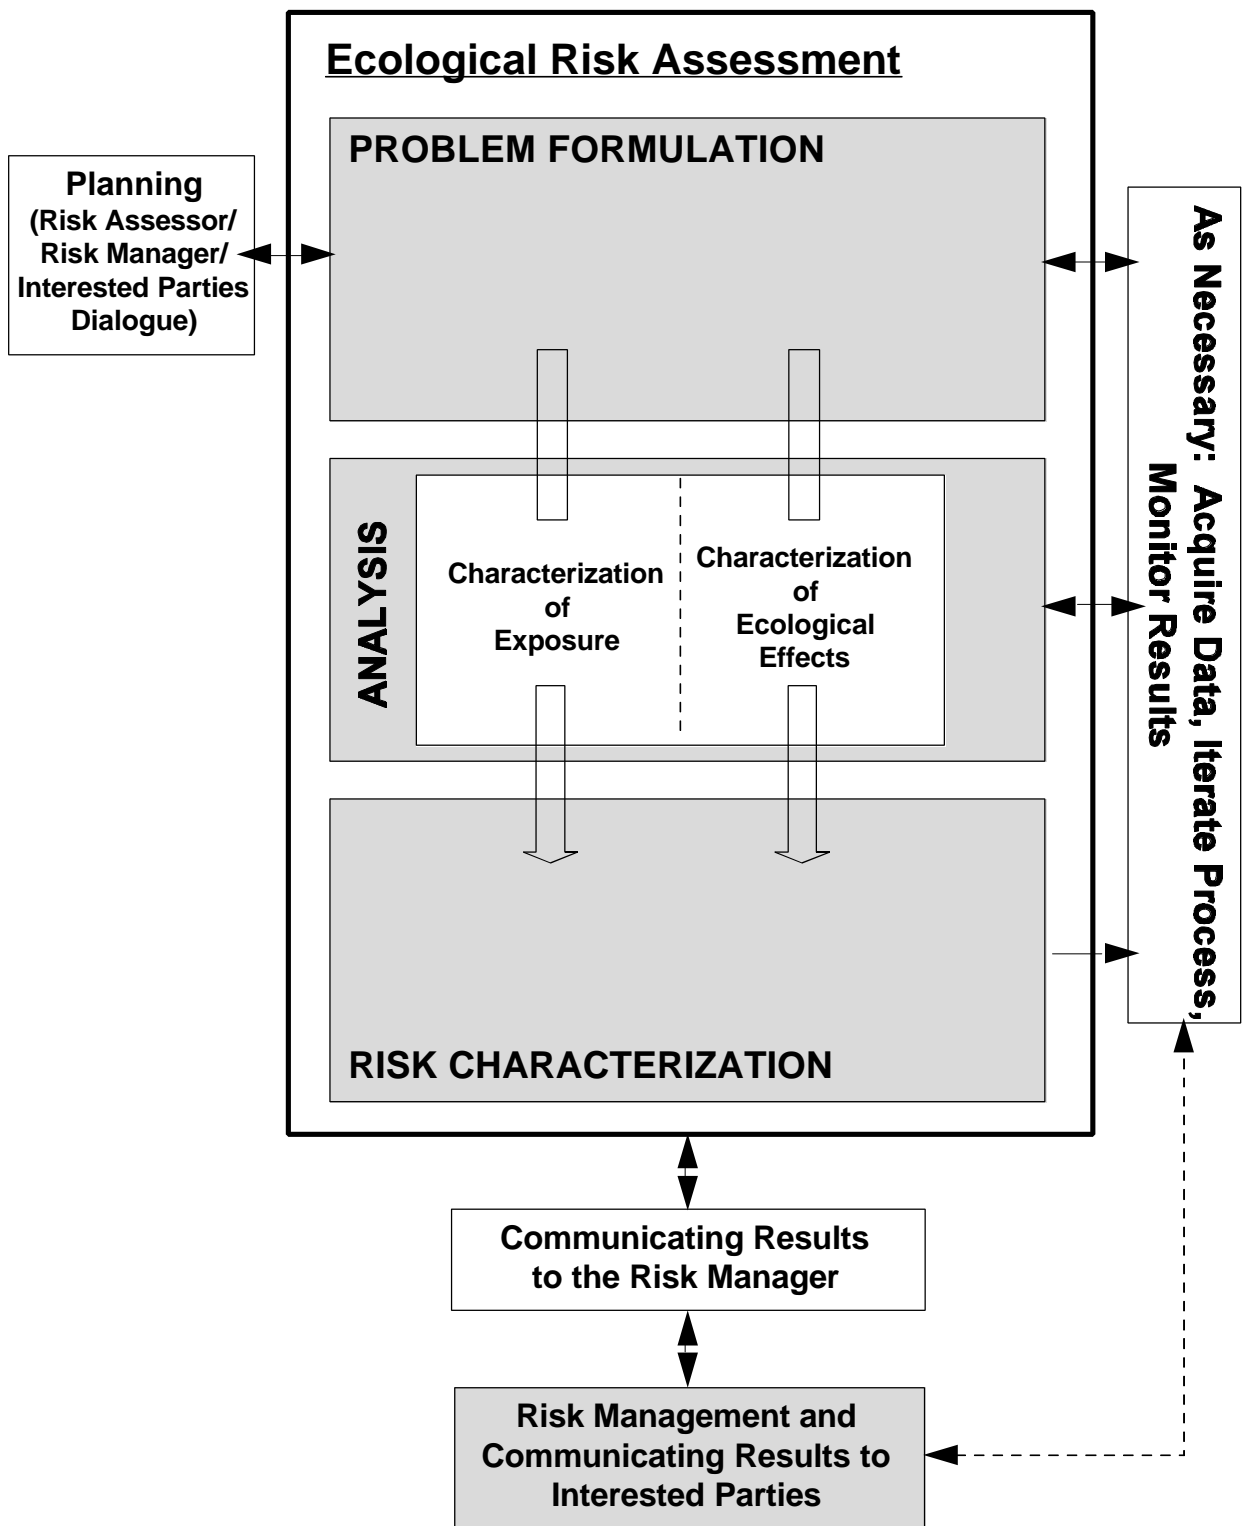 Ecological Risk Assessment
PROBLEM FORMULATION
Planning
(Risk Assessor/
Risk Manager/
Interested Parties
Dialogue)
As Necessary: Acquire Data, Iterate Process,
Monitor Results
ANALYSIS
Characterization
of
Exposure
Characterization
of
Ecological
Effects
RISK CHARACTERIZATION
Communicating Results
to the Risk Manager
Risk Management and
Communicating Results to
Interested Parties